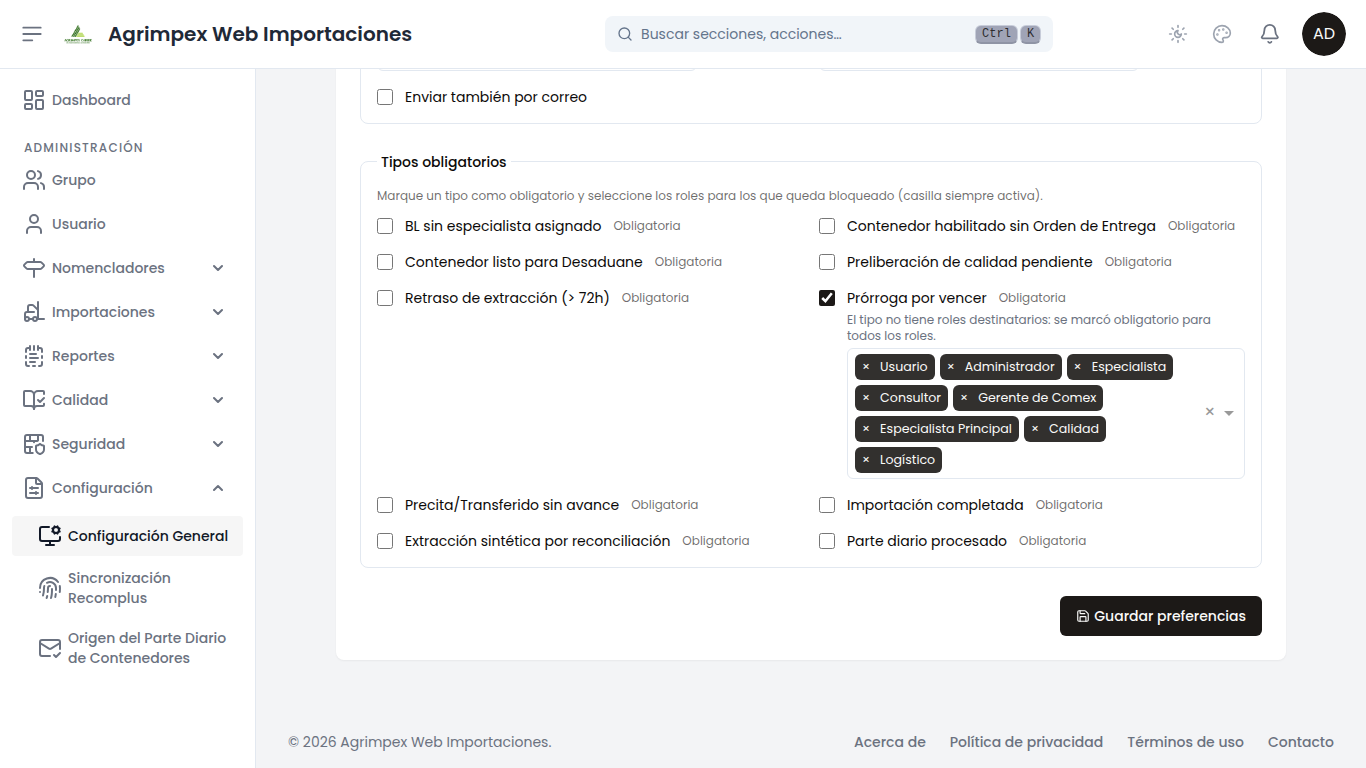 Agrimpex Web Importaciones
Buscar secciones, acciones...
Ctrl K
AD
Dashboard
ADMINISTRACIÓN
Grupo
Usuario
Nomencladores
Importaciones
Reportes
Calidad
Seguridad
Configuración
Configuración General
Sincronización
Recomplus
Origen del Parte Diario
de Contenedores
Enviar también por correo
Tipos obligatorios
Marque un tipo como obligatorio y seleccione los roles para los que queda bloqueado (casilla siempre activa).
BL sin especialista asignado Obligatoria
Contenedor habilitado sin Orden de Entrega Obligatoria
Contenedor listo para Desaduane Obligatoria
Preliberación de calidad pendiente Obligatoria
Retraso de extracción (> 72h) Obligatoria
Prórroga por vencer Obligatoria
El tipo no tiene roles destinatarios: se marcó obligatorio para
todos los roles.
× Usuario × Administrador × Especialista
× Consultor × Gerente de Comex
× Especialista Principal × Calidad
× Logístico
×
Precita/Transferido sin avance Obligatoria
Importación completada Obligatoria
Extracción sintética por reconciliación Obligatoria
Parte diario procesado Obligatoria
Guardar preferencias
© 2026 Agrimpex Web Importaciones.
Acerca de Política de privacidad Términos de uso Contacto